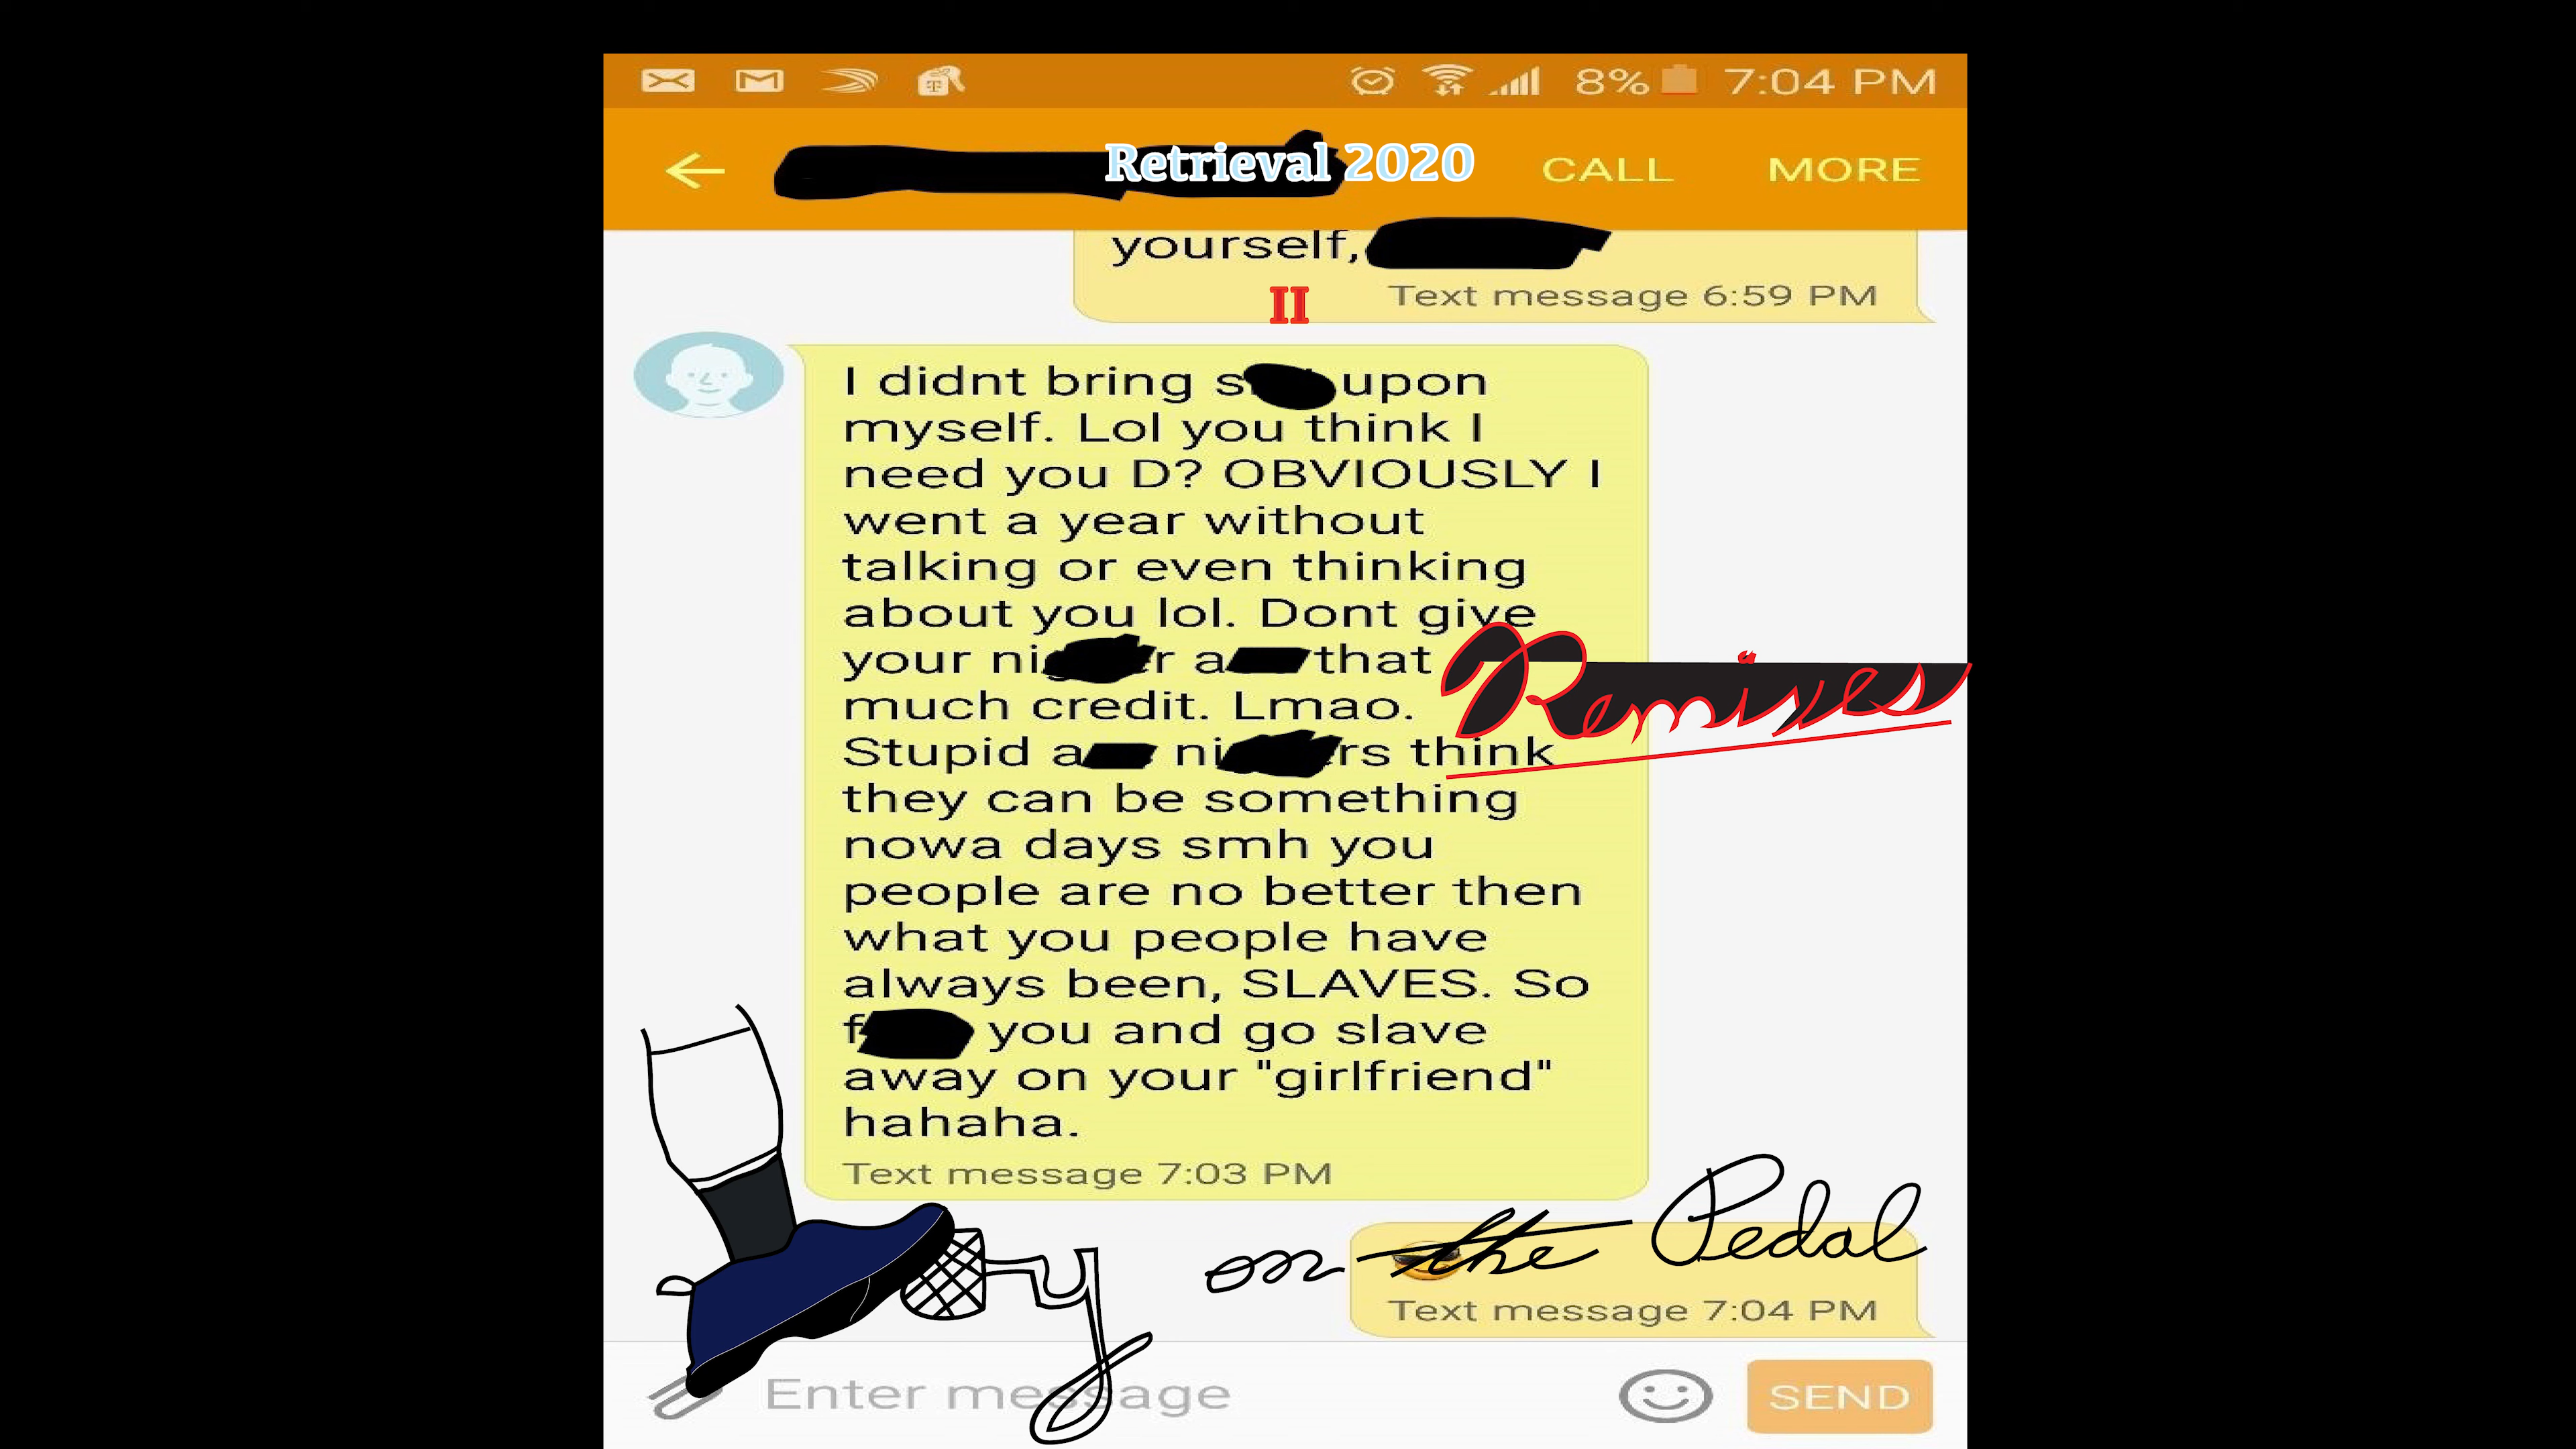 8% 7:04 PM
Retrieval 2020 CALL MORE
yourself,
Text message 6:59 PM
II
I didnt bring s upon
myself. Lol you think I
need you D? OBVIOUSLY I
went a year without
talking or even thinking
about you lol. Dont give
your ni r a that
much credit. Lmao.
Remixes
Stupid a ni rs think
they can be something
nowa days smh you
people are no better then
what you people have
always been, SLAVES. So
f you and go slave
away on your "girlfriend"
hahaha.
Text message 7:03 PM
on the Pedal
Text message 7:04 PM
Enter message SEND